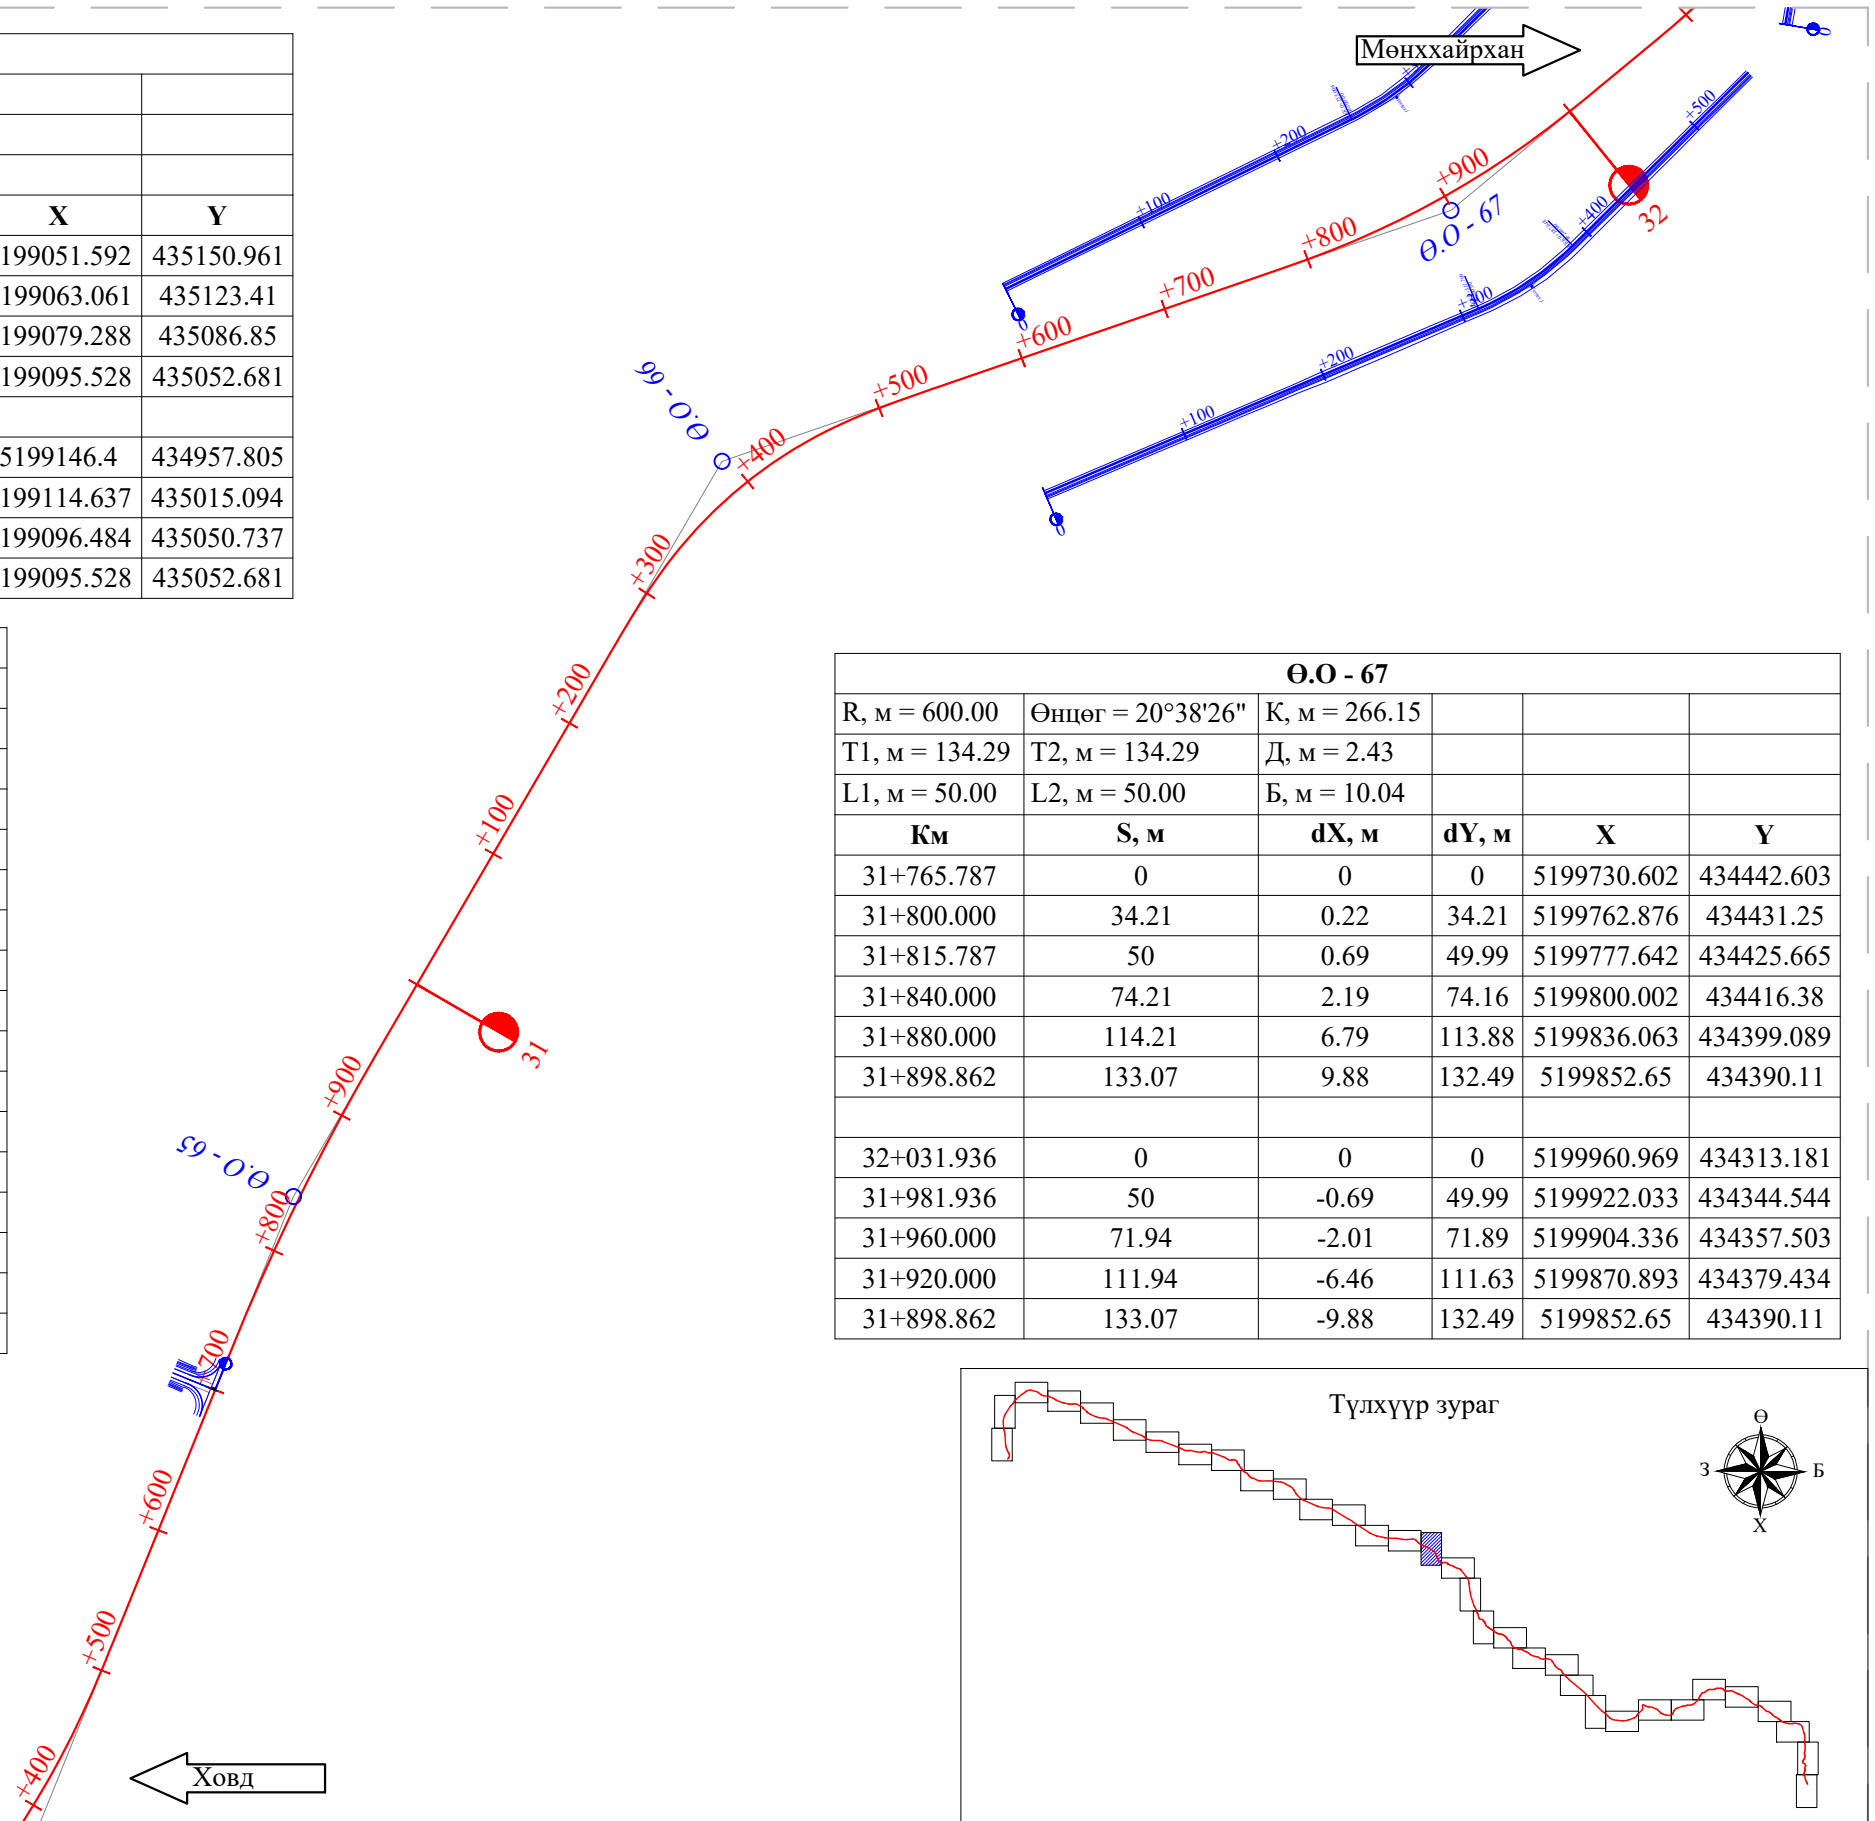 Мөнххайрхан
X Y
199051.592 435150.961
199063.061 435123.41
199079.288 435086.85
199095.528 435052.681
5199146.4 434957.805
199114.637 435015.094
199096.484 435050.737
199095.528 435052.681
+200
+100
0
+500
+400
+200
+100
0
0
32
+900
Ө.О - 67
+800
+700
+600
+500
Ө.О - 66
+400
+300
+200
+100
31
+900
Ө.О - 65
+800
+700
+600
+500
+400
Ховд
Ө.О - 67
R, м = 600.00 Өнцөг = 20°38'26" К, м = 266.15
Т1, м = 134.29 Т2, м = 134.29 Д, м = 2.43
L1, м = 50.00 L2, м = 50.00 Б, м = 10.04
Км S, м dX, м dY, м X Y
31+765.787 0 0 0 5199730.602 434442.603
31+800.000 34.21 0.22 34.21 5199762.876 434431.25
31+815.787 50 0.69 49.99 5199777.642 434425.665
31+840.000 74.21 2.19 74.16 5199800.002 434416.38
31+880.000 114.21 6.79 113.88 5199836.063 434399.089
31+898.862 133.07 9.88 132.49 5199852.65 434390.11
32+031.936 0 0 0 5199960.969 434313.181
31+981.936 50 -0.69 49.99 5199922.033 434344.544
31+960.000 71.94 -2.01 71.89 5199904.336 434357.503
31+920.000 111.94 -6.46 111.63 5199870.893 434379.434
31+898.862 133.07 -9.88 132.49 5199852.65 434390.11
Түлхүүр зураг
Ө
З Б
Х